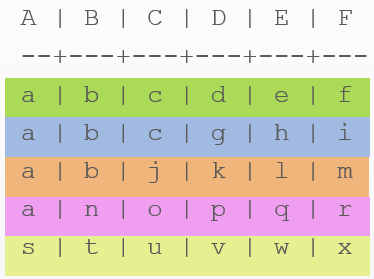 A | B | C | D | E | F
--+---+---+---+---+---
a | b | c | d | e | f
a | b | c | g | h | i
a | b | j | k | l | m
a | n | o | p | q | r
s | t | u | v | w | x